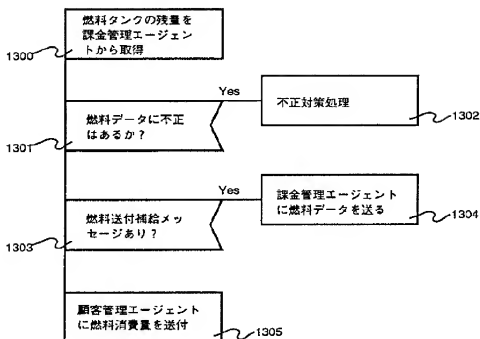 燃料タンクの残量を
課金管理エージェン
トから取得
1300
Yes
燃料データに不正
はあるか?
1301
不正対策処理
1302
Yes
燃料送付補給メッ
セージあり?
1303
課金管理エージェント
に燃料データを送る
1304
顧客管理エージェント
に燃料消費量を送付
1305